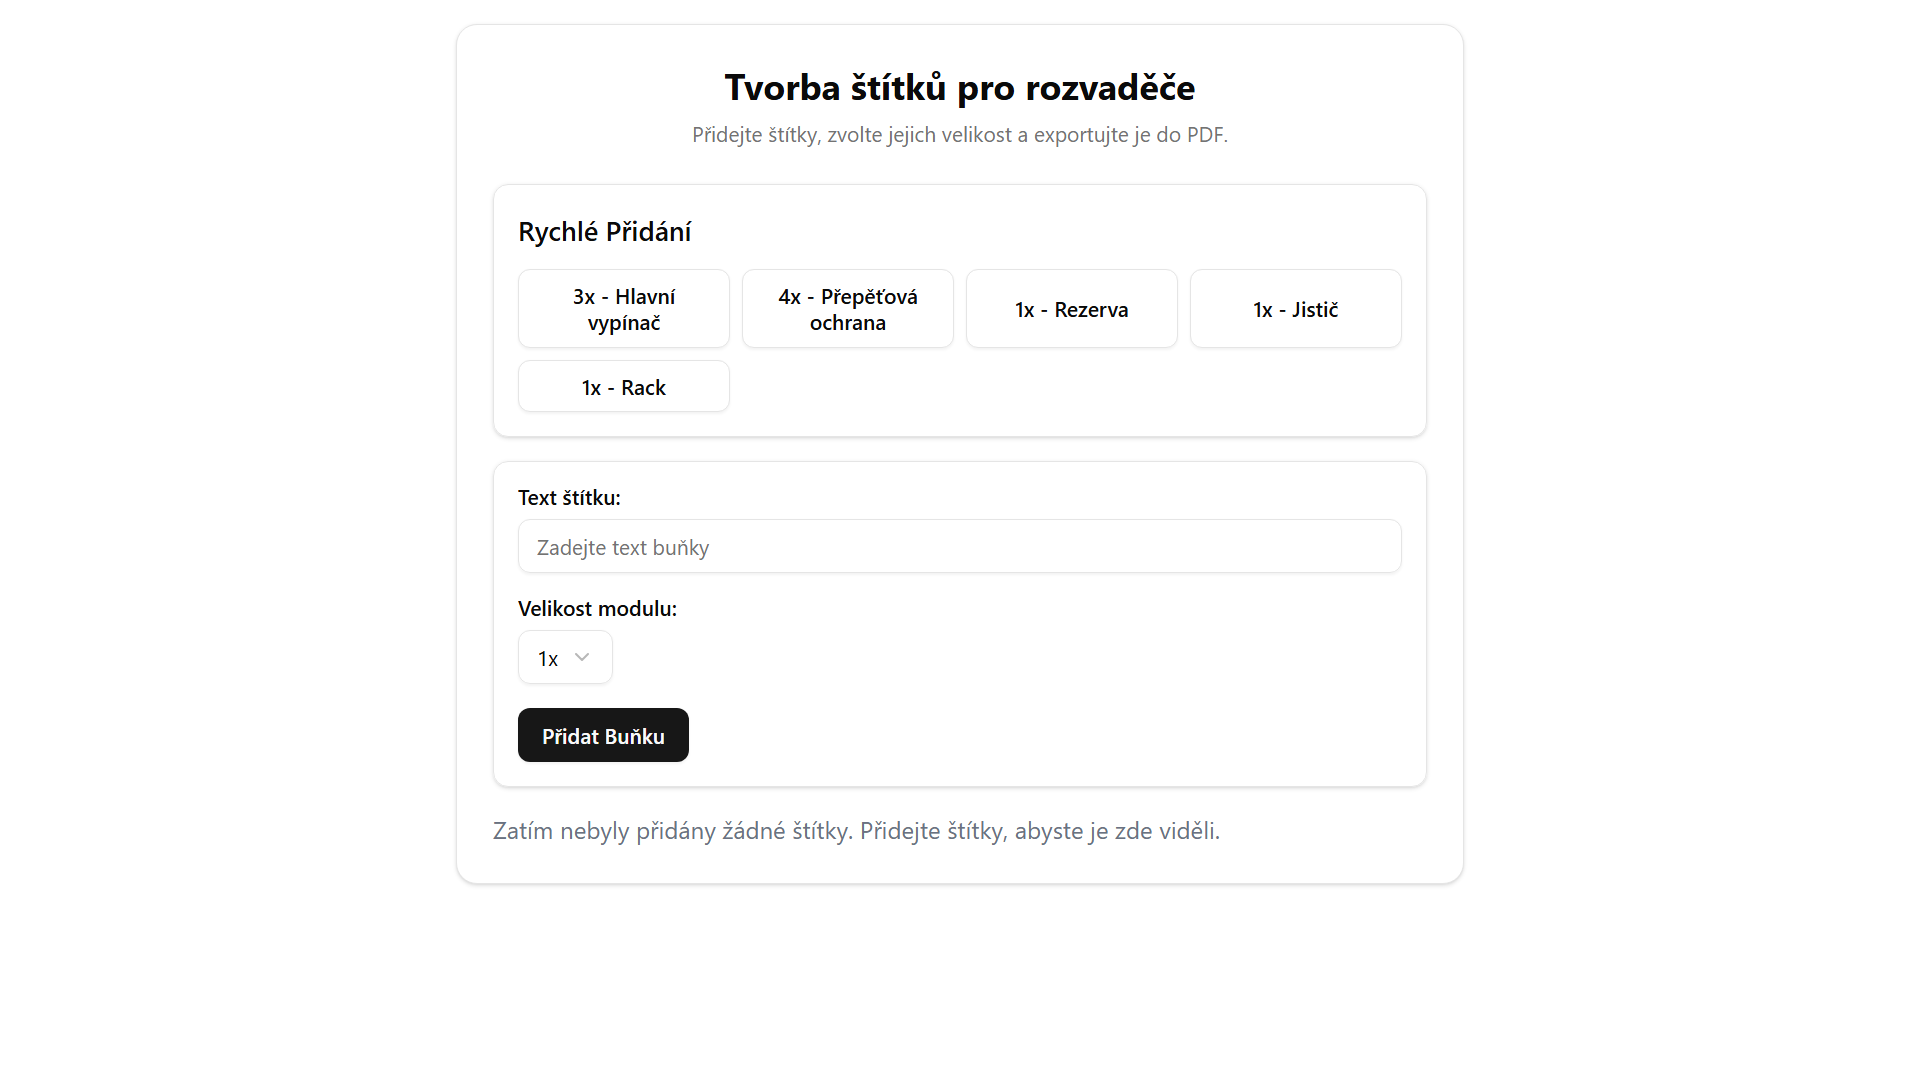 Tvorba štítků pro rozvaděče
Přidejte štítky, zvolte jejich velikost a exportujte je do PDF.
Rychlé Přidání
3x - Hlavní
vypínač
4x - Přepěťová
ochrana
1x - Rezerva
1x - Jistič
1x - Rack
Text štítku:
Zadejte text buňky
Velikost modulu:
1x
Přidat Buňku
Zatím nebyly přidány žádné štítky. Přidejte štítky, abyste je zde viděli.